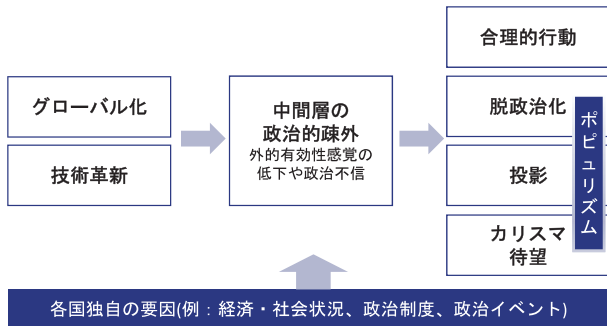 グローバル化
技術革新
中間層の
政治的疎外
外的有効性感覚の
低下や政治不信
合理的行動
脱政治化
投影
カリスマ
待望
ポピュリズム
各国独自の要因(例：経済・社会状況、政治制度、政治イベント)